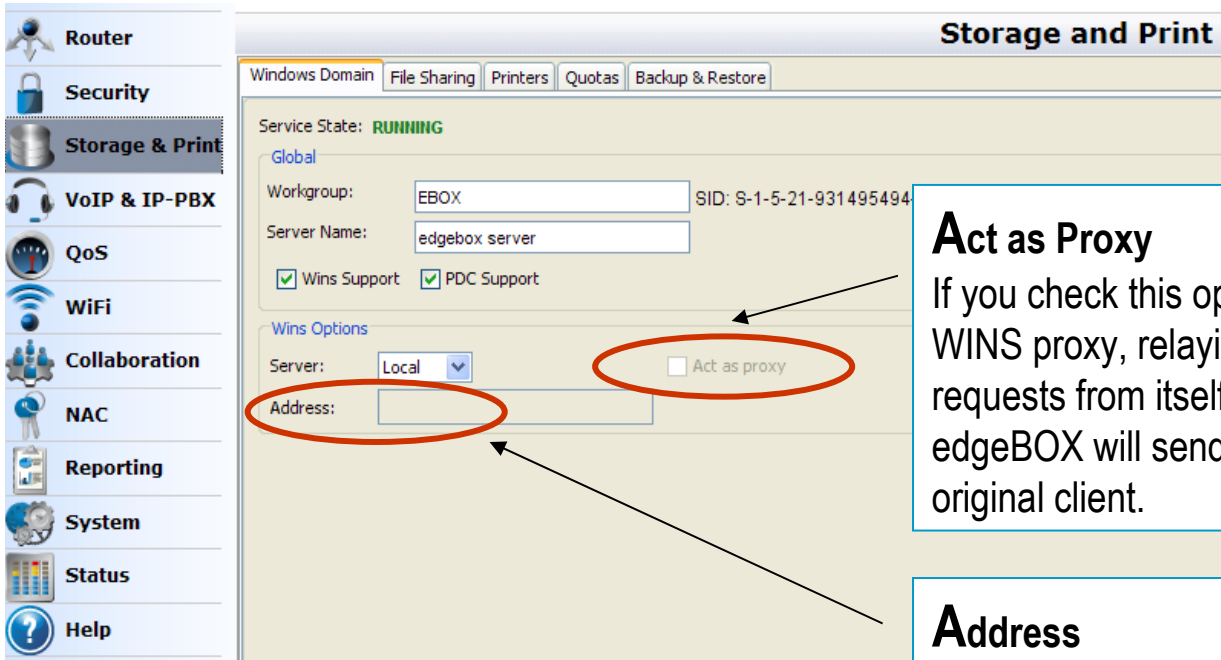 Router
Security
Storage & Print
VoIP & IP-PBX
QoS
WiFi
Collaboration
NAC
Reporting
System
Status
Help
Storage and Print
Windows Domain File Sharing Printers Quotas Backup & Restore
Service State: RUNNING
Global
Workgroup: EBOX SID: S-1-5-21-931495494-
Server Name: edgebox server
Wins Support PDC Support
Wins Options
Server: Local Act as proxy
Address:
Act as Proxy
If you check this op
WINS proxy, relayi
requests from itself
edgeBOX will send
original client.
Address